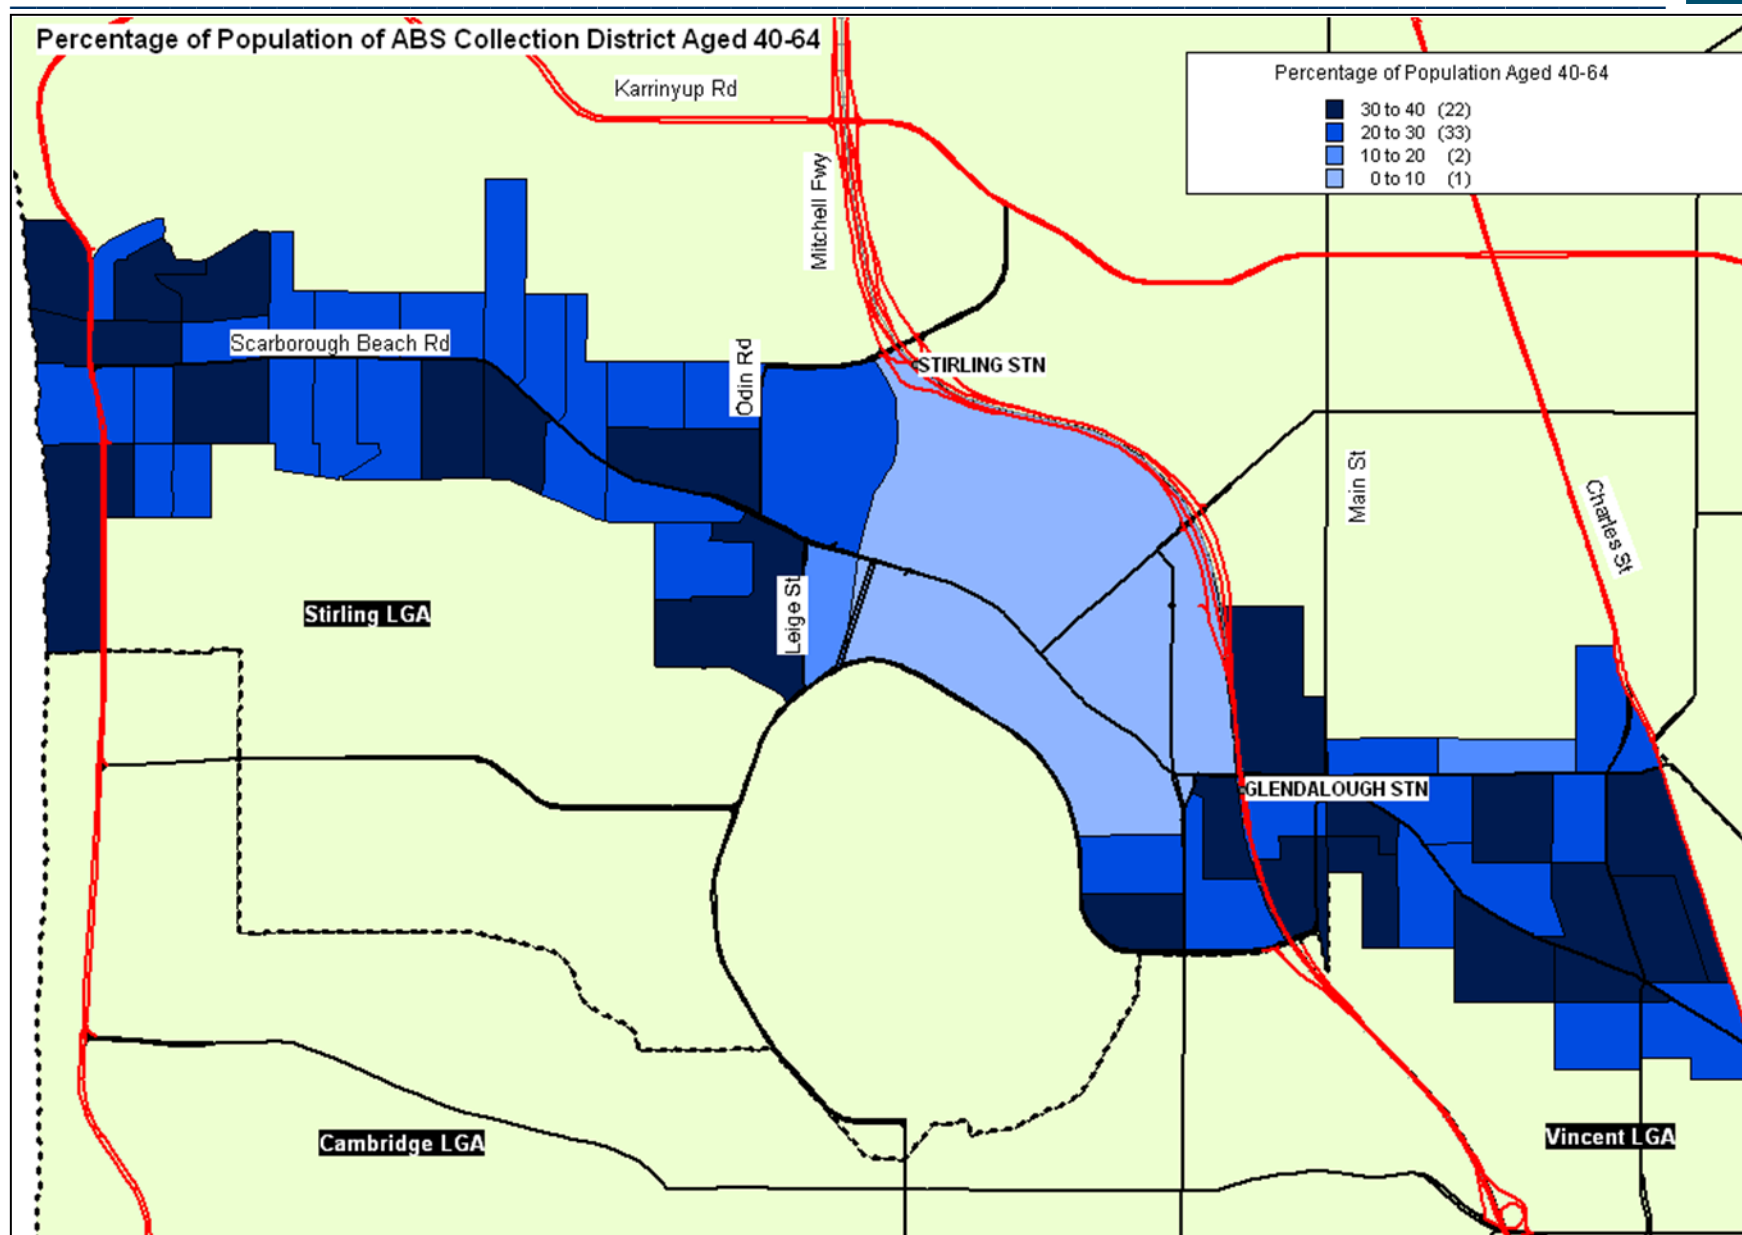 Percentage of Population of ABS Collection District Aged 40-64
Karrinyup Rd
Percentage of Population Aged 40-64
30 to 40 (22)
20 to 30 (33)
10 to 20 (2)
0 to 10 (1)
Mitchell Fwy
Scarborough Beach Rd
Odin Rd
STIRLING STN
Main St
Charles St
Stirling LGA
Leige St
GLENDALOUGH STN
Cambridge LGA
Vincent LGA